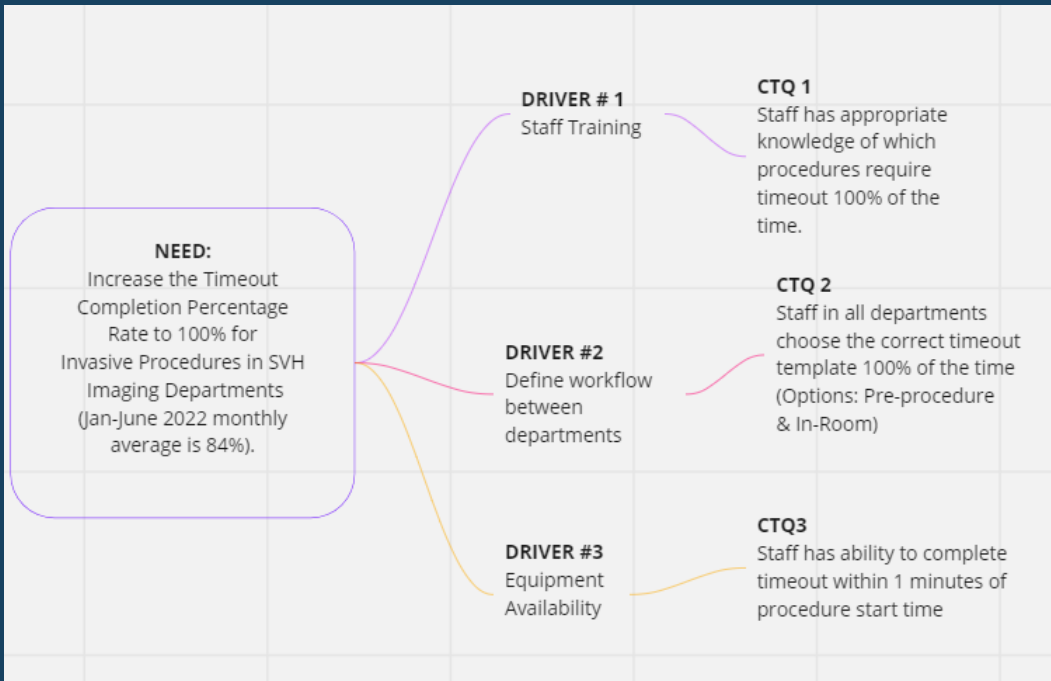 NEED:
Increase the Timeout
Completion Percentage
Rate to 100% for
Invasive Procedures in SVH
Imaging Departments
(Jan-June 2022 monthly
average is 84%).
DRIVER # 1
Staff Training
CTQ 1
Staff has appropriate
knowledge of which
procedures require
timeout 100% of the
time.
DRIVER #2
Define workflow
between
departments
CTQ 2
Staff in all departments
choose the correct timeout
template 100% of the time
(Options: Pre-procedure
& In-Room)
DRIVER #3
Equipment
Availability
CTQ3
Staff has ability to complete
timeout within 1 minutes of
procedure start time